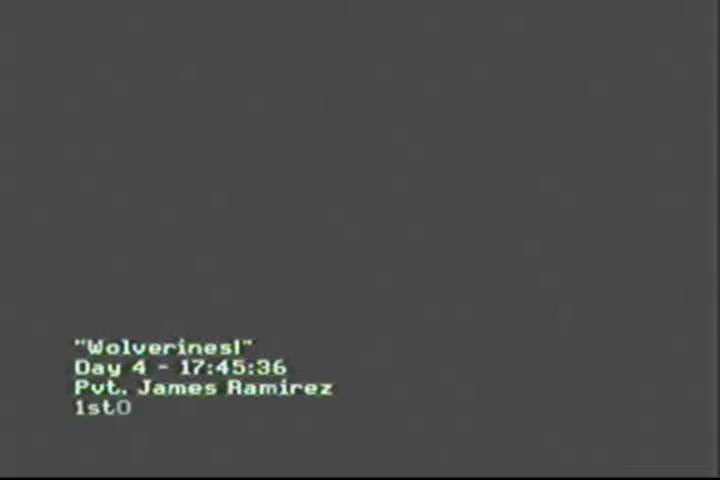 "Wolverines!"
Day 4 - 17:45:36
Pvt. James Ramirez
1st